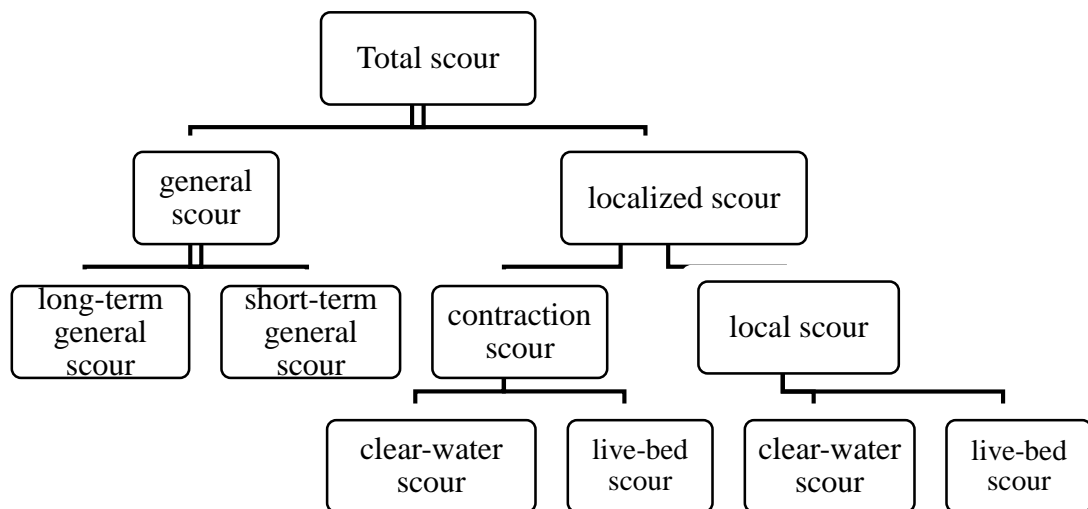 Total scour
general
scour
localized scour
long-term
general
scour
short-term
general
scour
contraction
scour
local scour
clear-water
scour
live-bed
scour
clear-water
scour
live-bed
scour